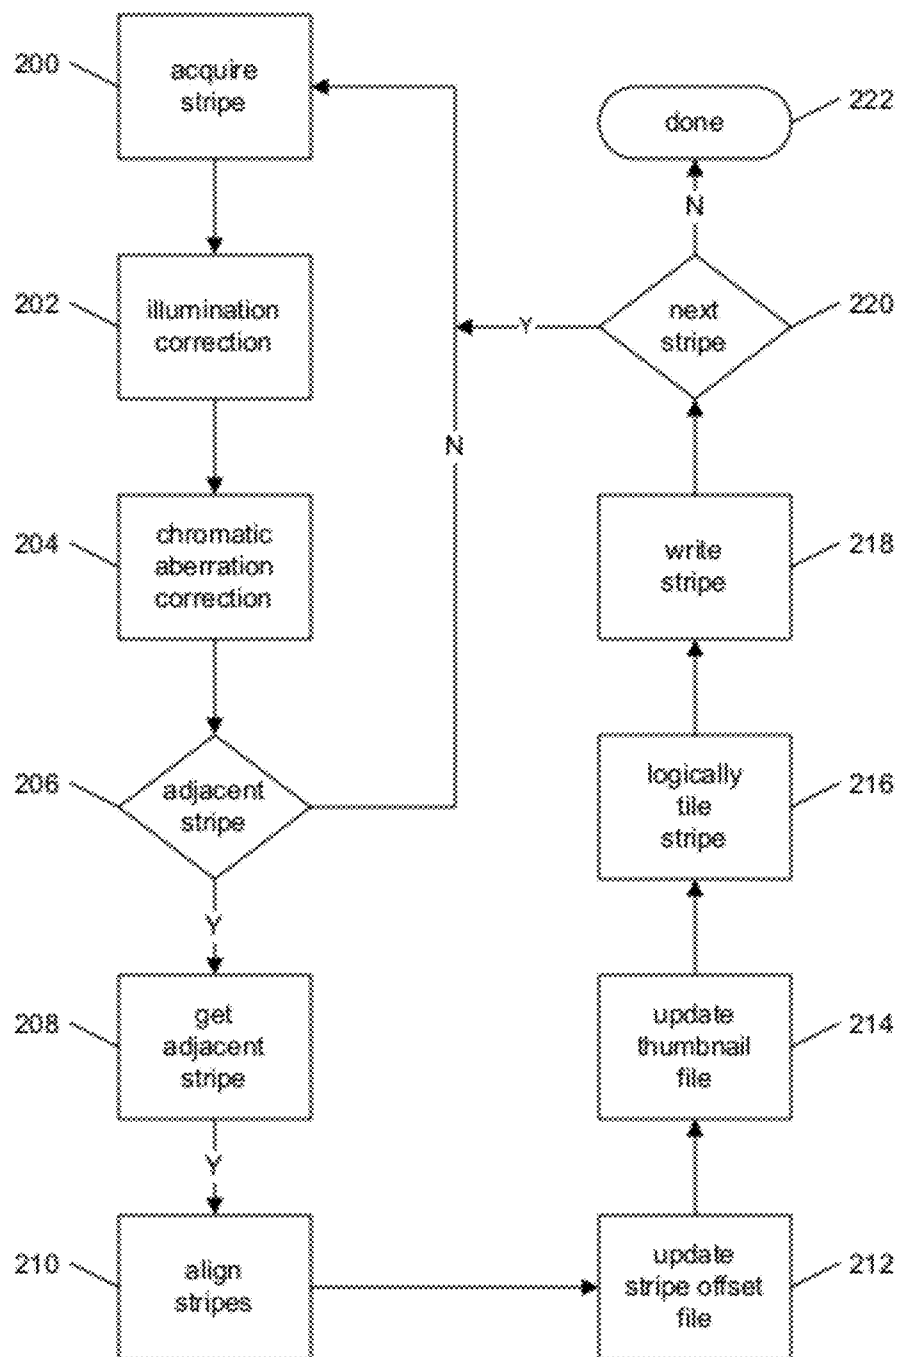 200
acquire
stripe
202
illumination
correction
204
chromatic
aberration
correction
206
adjacent
stripe
N
Y
208
get
adjacent
stripe
Y
210
align
stripes
update
stripe offset
file
212
update
thumbnail
file
214
logically
tile
stripe
216
write
stripe
218
next
stripe
220
Y
N
done
222